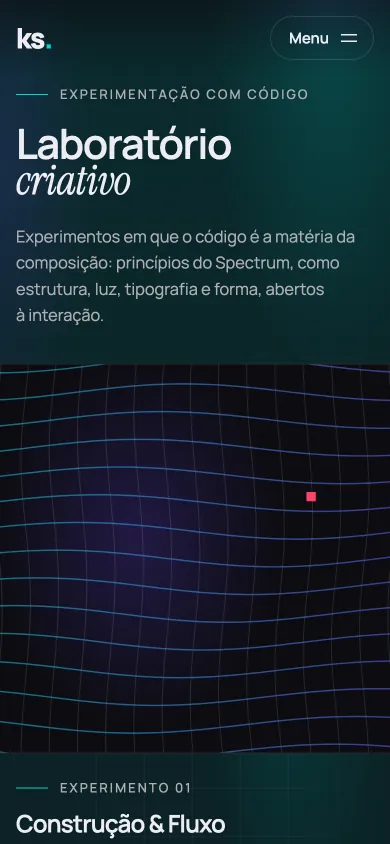 ks.
Menu
EXPERIMENTAÇÃO COM CÓDIGO
Laboratório
criativo
Experimentos em que o código é a matéria da
composição: princípios do Spectrum, como
estrutura, luz, tipografia e forma, abertos
à interação.
EXPERIMENTO 01
Construção & Fluxo